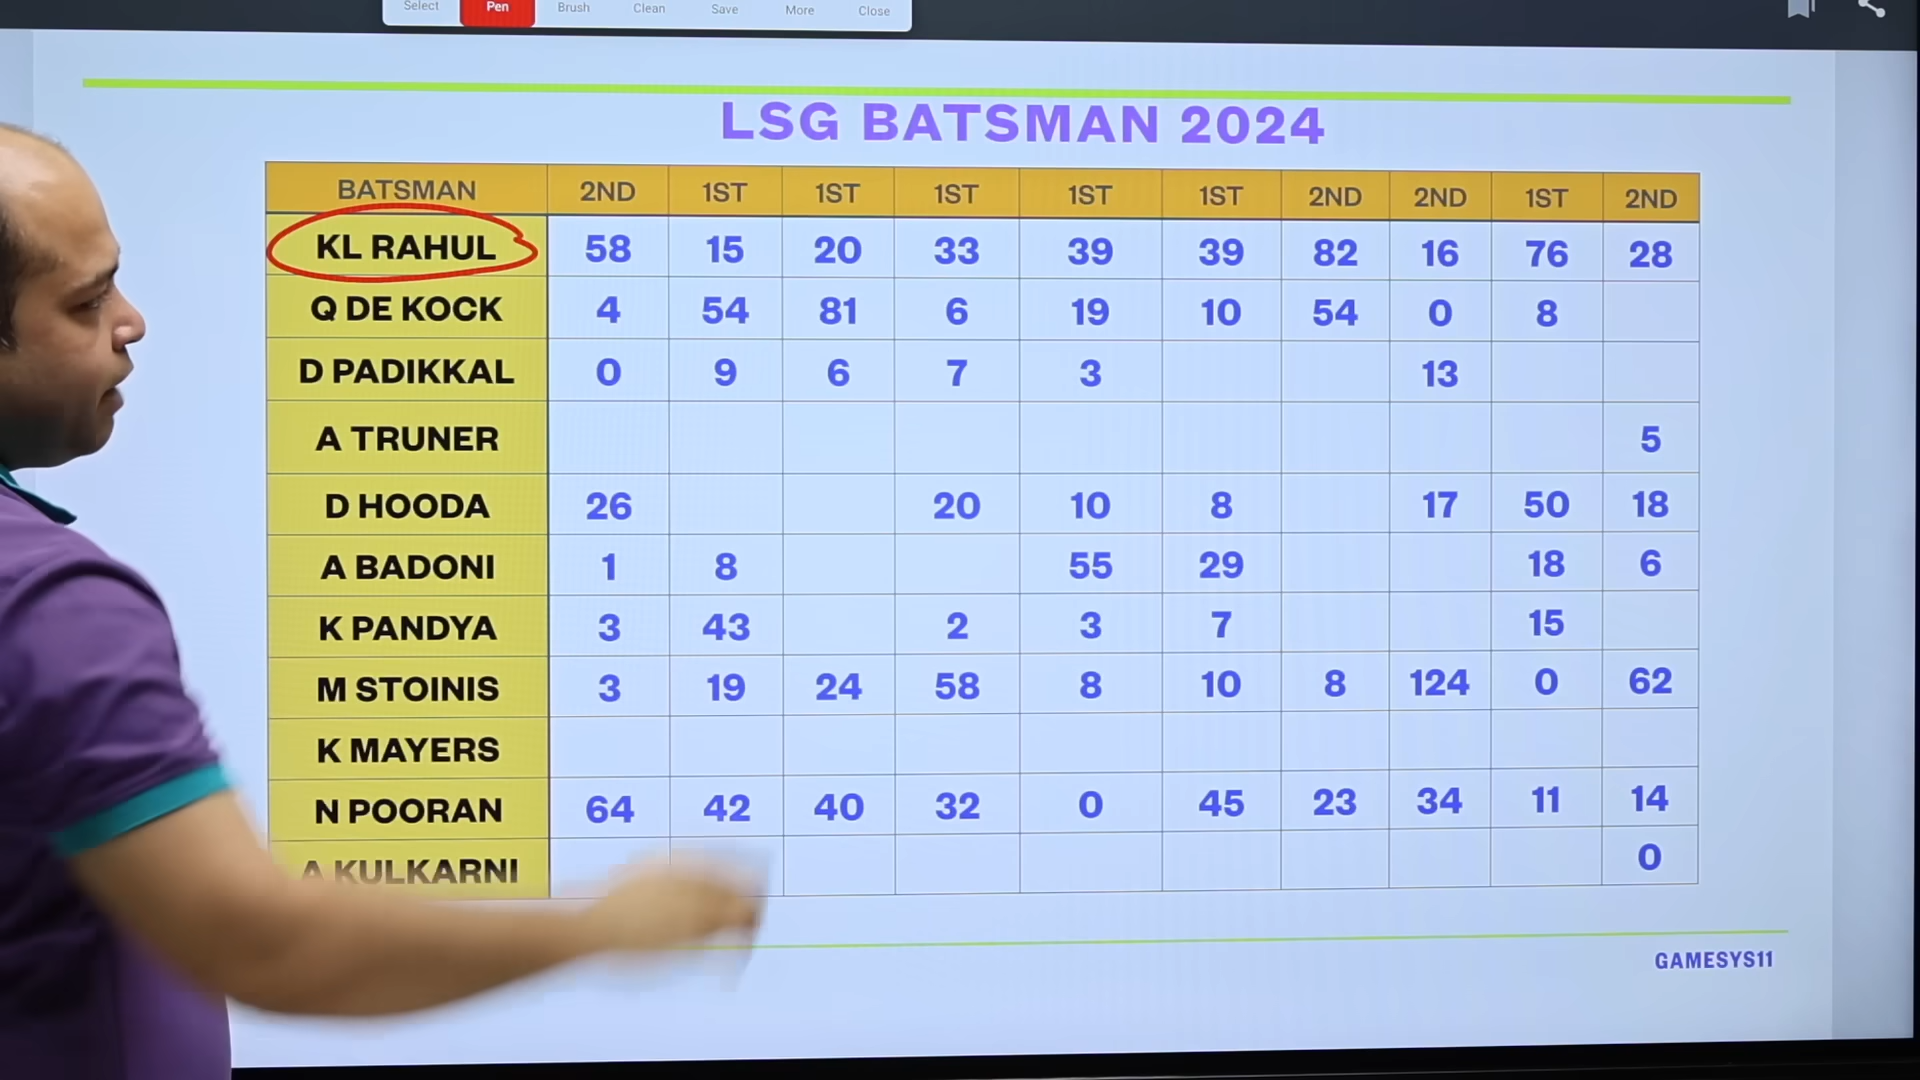 Select Pen Brush Clean Save More Close
LSG BATSMAN 2024
BATSMAN 2ND 1ST 1ST 1ST 1ST 1ST 2ND 2ND 1ST 2ND
KL RAHUL 58 15 20 33 39 39 82 16 76 28
Q DE KOCK 4 54 81 6 19 10 54 0 8
D PADIKKAL 0 9 6 7 3 13
A TRUNER 5
D HOODA 26 20 10 8 17 50 18
A BADONI 1 8 55 29 18 6
K PANDYA 3 43 2 3 7 15
M STOINIS 3 19 24 58 8 10 8 124 0 62
K MAYERS
N POORAN 64 42 40 32 0 45 23 34 11 14
A KULKARNI 0
GAMESYS11